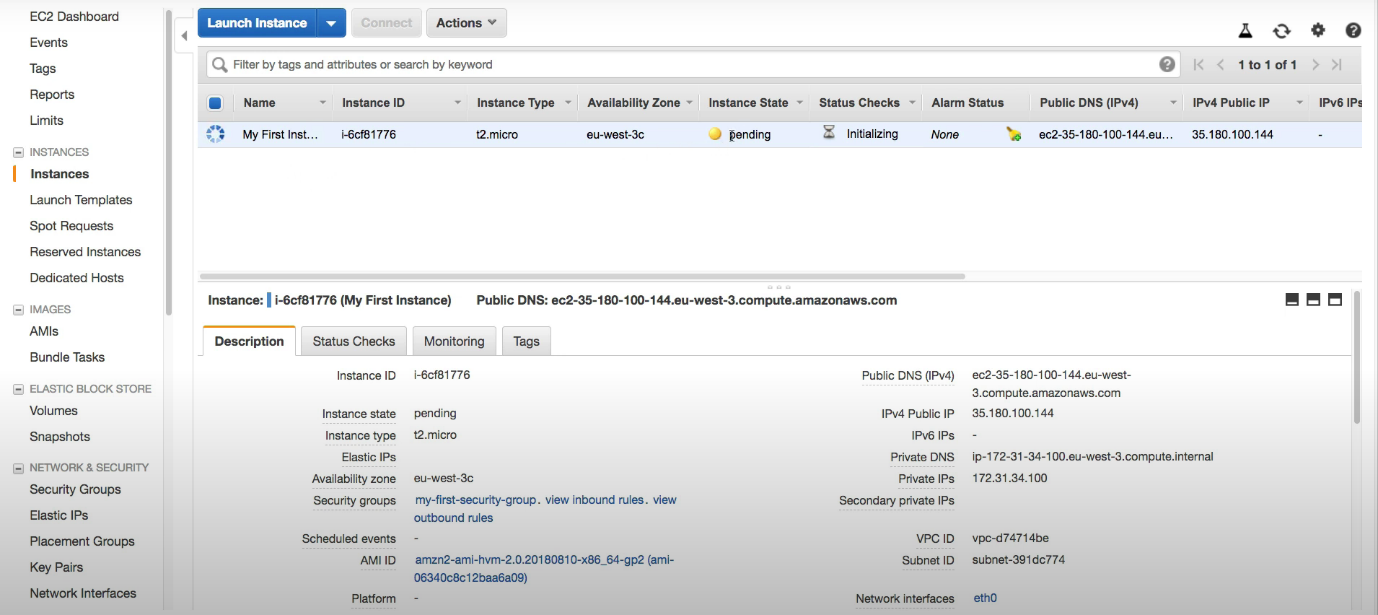 EC2 Dashboard
Events
Tags
Reports
Limits
INSTANCES
Instances
Launch Templates
Spot Requests
Reserved Instances
Dedicated Hosts
IMAGES
AMIs
Bundle Tasks
ELASTIC BLOCK STORE
Volumes
Snapshots
NETWORK & SECURITY
Security Groups
Elastic IPs
Placement Groups
Key Pairs
Network Interfaces
Launch Instance Connect Actions
Filter by tags and attributes or search by keyword 1 to 1 of 1
Name Instance ID Instance Type Availability Zone Instance State Status Checks Alarm Status Public DNS (IPv4) IPv4 Public IP IPv6 IPs
My First Inst... i-6cf81776 t2.micro eu-west-3c pending Initializing None ec2-35-180-100-144.eu... 35.180.100.144 -
Instance: i-6cf81776 (My First Instance) Public DNS: ec2-35-180-100-144.eu-west-3.compute.amazonaws.com
Description Status Checks Monitoring Tags
Instance ID i-6cf81776
Instance state pending
Instance type t2.micro
Elastic IPs
Availability zone eu-west-3c
Security groups my-first-security-group. view inbound rules. view
outbound rules
Scheduled events -
AMI ID amzn2-ami-hvm-2.0.20180810-x86_64-gp2 (ami-
06340c8c12baa6a09)
Platform -
Public DNS (IPv4) ec2-35-180-100-144.eu-west-
3.compute.amazonaws.com
IPv4 Public IP 35.180.100.144
IPv6 IPs -
Private DNS ip-172-31-34-100.eu-west-3.compute.internal
Private IPs 172.31.34.100
Secondary private IPs
VPC ID vpc-d74714be
Subnet ID subnet-391dc774
Network interfaces eth0